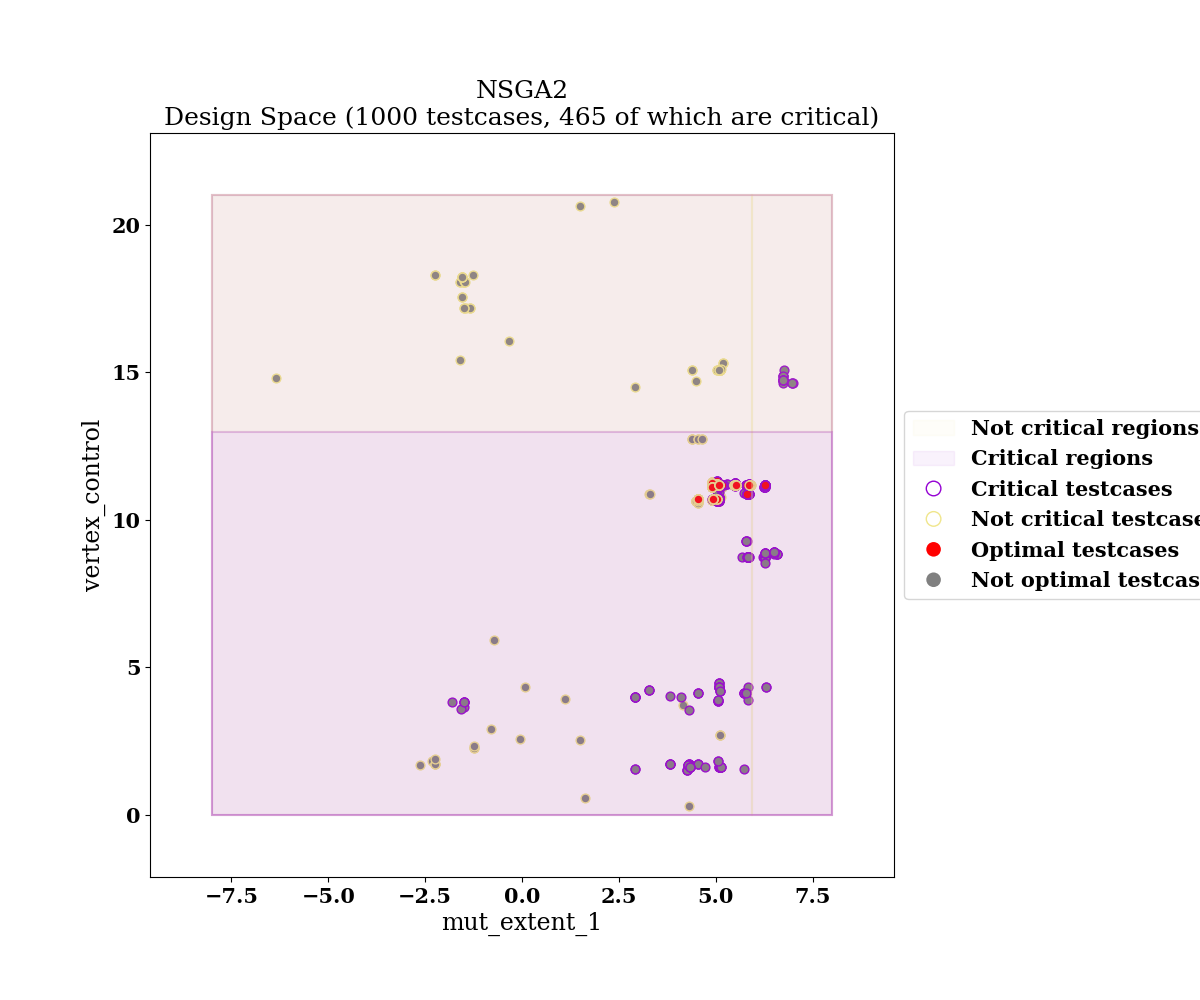 NSGA2
Design Space (1000 testcases, 465 of which are critical)
20
15
10
5
0
vertex_control
−7.5 −5.0 −2.5 0.0 2.5 5.0 7.5
mut_extent_1
Not critical regions
Critical regions
Critical testcases
Not critical testcase
Optimal testcases
Not optimal testcas